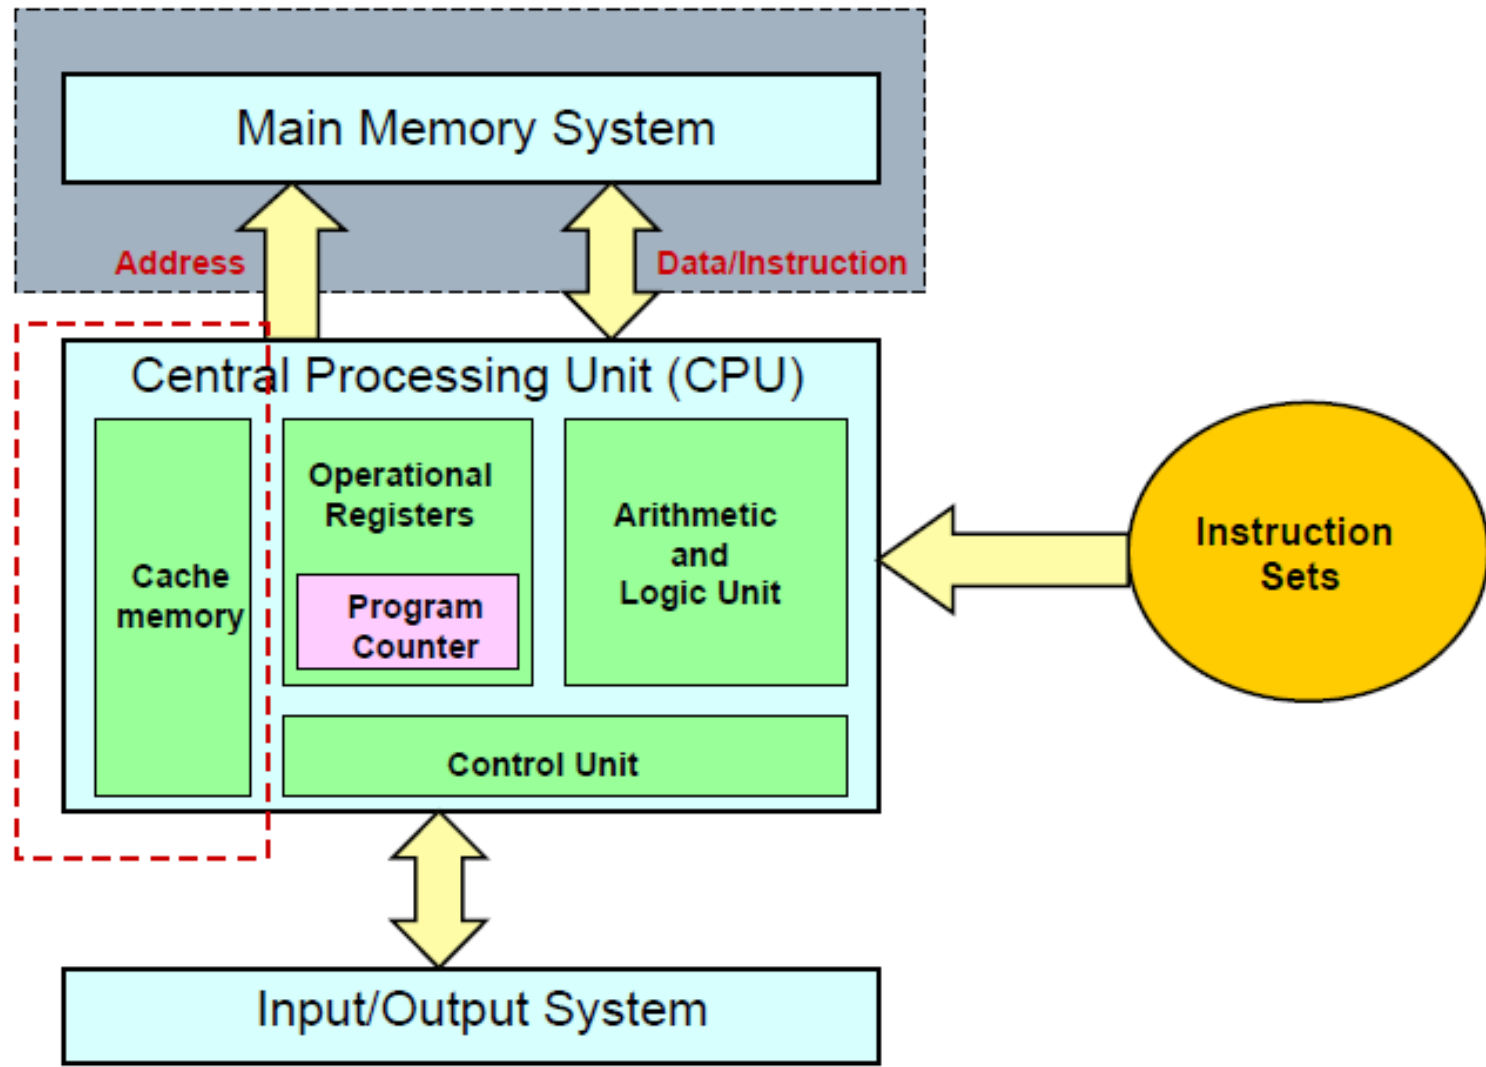 Main Memory System
Address
Data/Instruction
Central Processing Unit (CPU)
Cache
memory
Operational
Registers
Program
Counter
Arithmetic
and
Logic Unit
Control Unit
Instruction
Sets
Input/Output System